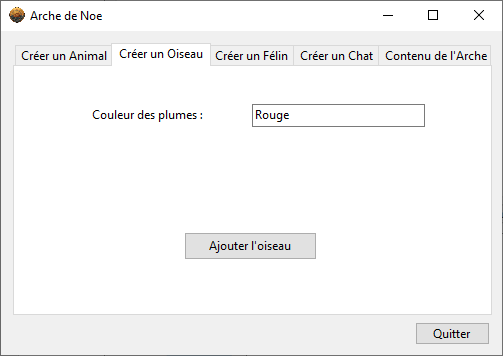 Arche de Noe
Créer un Animal Créer un Oiseau Créer un Félin Créer un Chat Contenu de l'Arche
Couleur des plumes : Rouge
Ajouter l'oiseau
Quitter